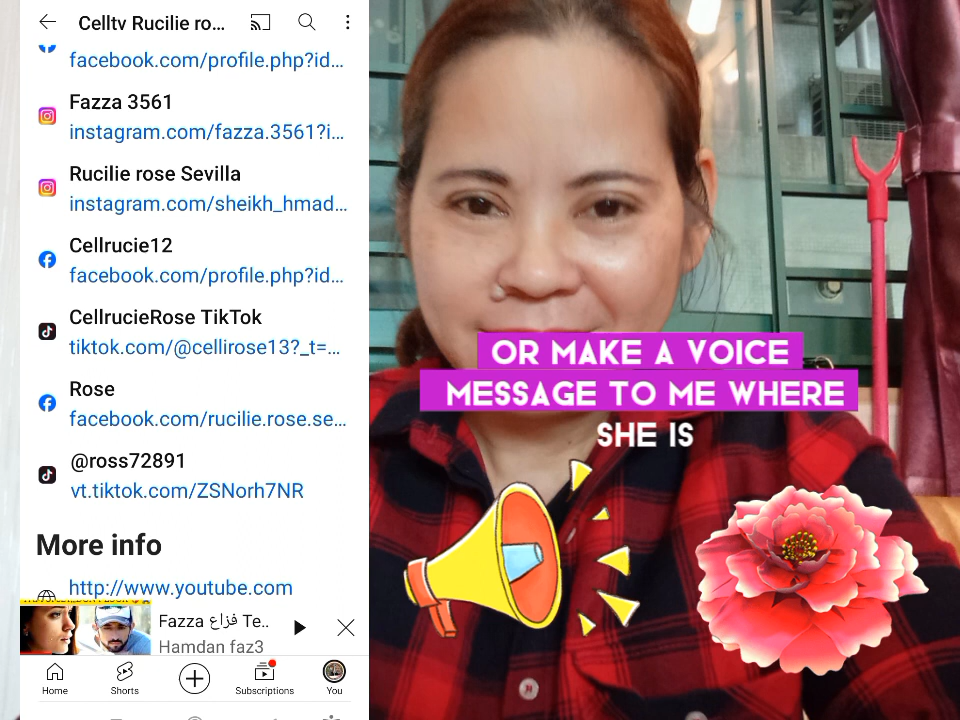 Celltv Rucilie ro...
facebook.com/profile.php?id...
Fazza 3561
instagram.com/fazza.3561?i...
Rucilie rose Sevilla
instagram.com/sheikh_hmad...
Cellrucie12
facebook.com/profile.php?id...
CellrucieRose TikTok
tiktok.com/@cellirose13?_t=...
Rose
facebook.com/rucilie.rose.se...
@ross72891
vt.tiktok.com/ZSNorh7NR
More info
http://www.youtube.com
Fazza فزاع Te..
Hamdan faz3
Home
Shorts
Subscriptions
You
OR MAKE A VOICE
MESSAGE TO ME WHERE
SHE IS